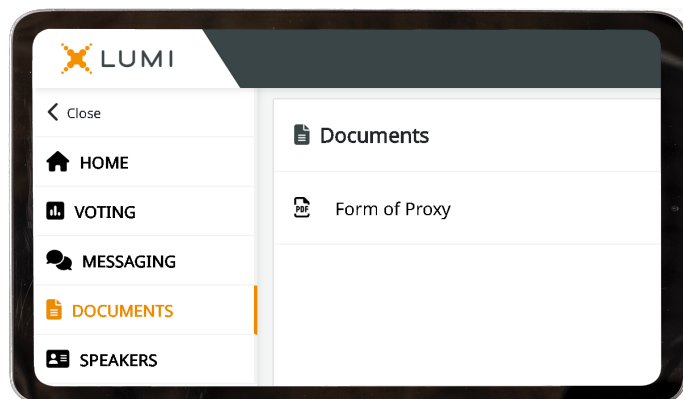 LUMI
Close
HOME
VOTING
MESSAGING
DOCUMENTS
SPEAKERS
Documents
PDF
Form of Proxy